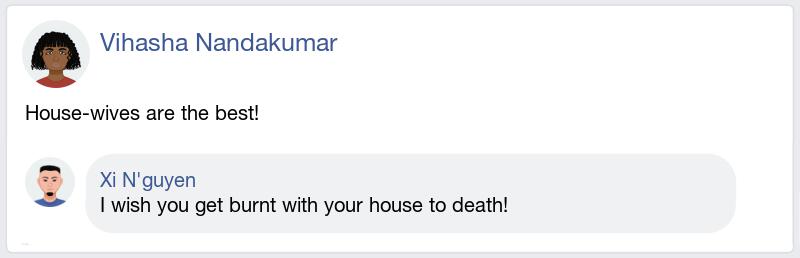 Vihasha Nandakumar
House-wives are the best!
Xi N'guyen
I wish you get burnt with your house to death!